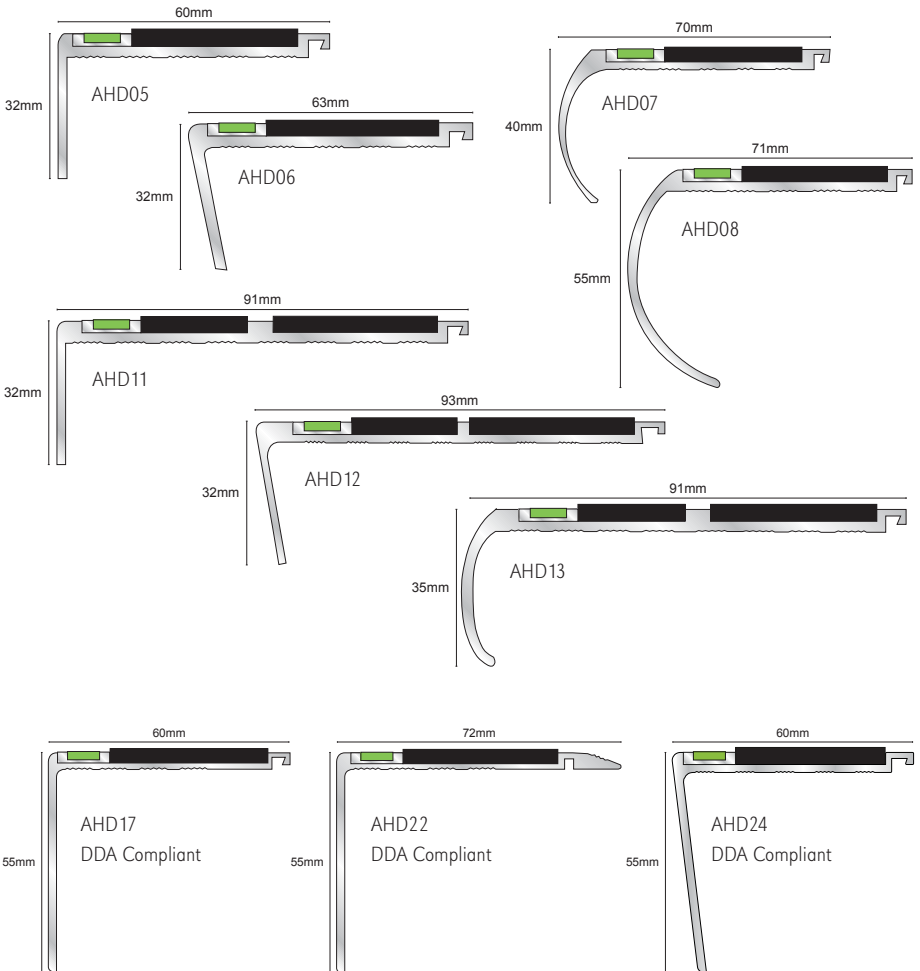 60mm
32mm
AHD05
70mm
40mm
AHD07
63mm
32mm
AHD06
71mm
55mm
AHD08
91mm
32mm
AHD11
93mm
32mm
AHD12
91mm
35mm
AHD13
60mm
55mm
AHD17
DDA Compliant
72mm
55mm
AHD22
DDA Compliant
60mm
55mm
AHD24
DDA Compliant